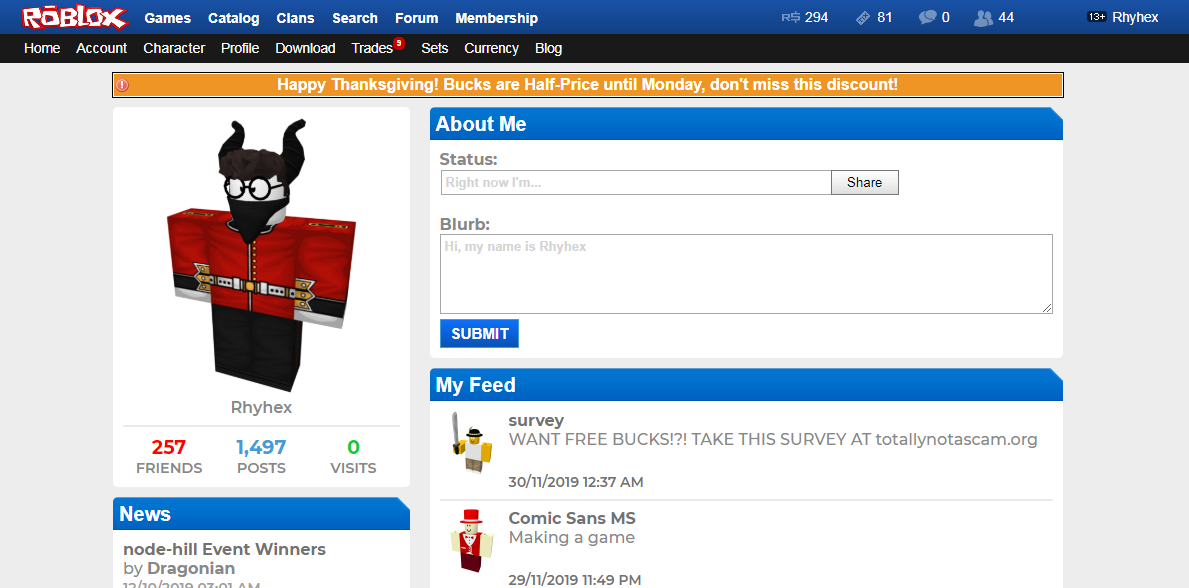 ROBLOX Games Catalog Clans Search Forum Membership R$ 294 81 0 44 13+ Rhyhex
Home Account Character Profile Download Trades 9 Sets Currency Blog
Happy Thanksgiving! Bucks are Half-Price until Monday, don't miss this discount!
Rhyhex
257 1,497 0
FRIENDS POSTS VISITS
News
node-hill Event Winners
by Dragonian
12/10/2019 03:01 AM
About Me
Status:
Right now I'm... Share
Blurb:
Hi, my name is Rhyhex
SUBMIT
My Feed
survey
WANT FREE BUCKS!?! TAKE THIS SURVEY AT totallynotascam.org
30/11/2019 12:37 AM
Comic Sans MS
Making a game
29/11/2019 11:49 PM